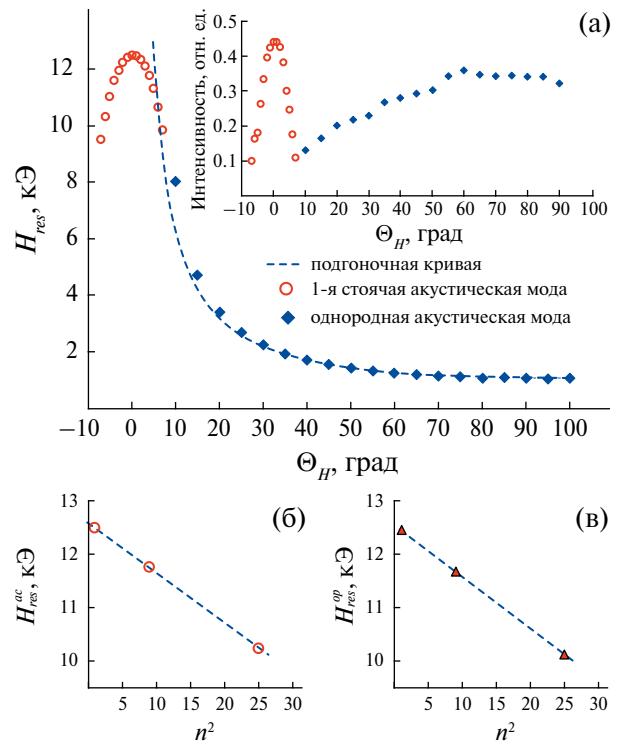 (а)
H_res, кЭ
12
10
8
6
4
2
−10 0 10 20 30 40 50 60 70 80 90 100
Θ_H, град
Интенсивность, отн. ед.
0.5
0.4
0.3
0.2
0.1
−10 0 10 20 30 40 50 60 70 80 90 100
Θ_H, град
подгоночная кривая
1-я стоячая акустическая мода
однородная акустическая мода
(б)
H^ac_res, кЭ
13
12
11
10
5 10 15 20 25 30
n²
(в)
H^op_res, кЭ
13
12
11
10
5 10 15 20 25 30
n²